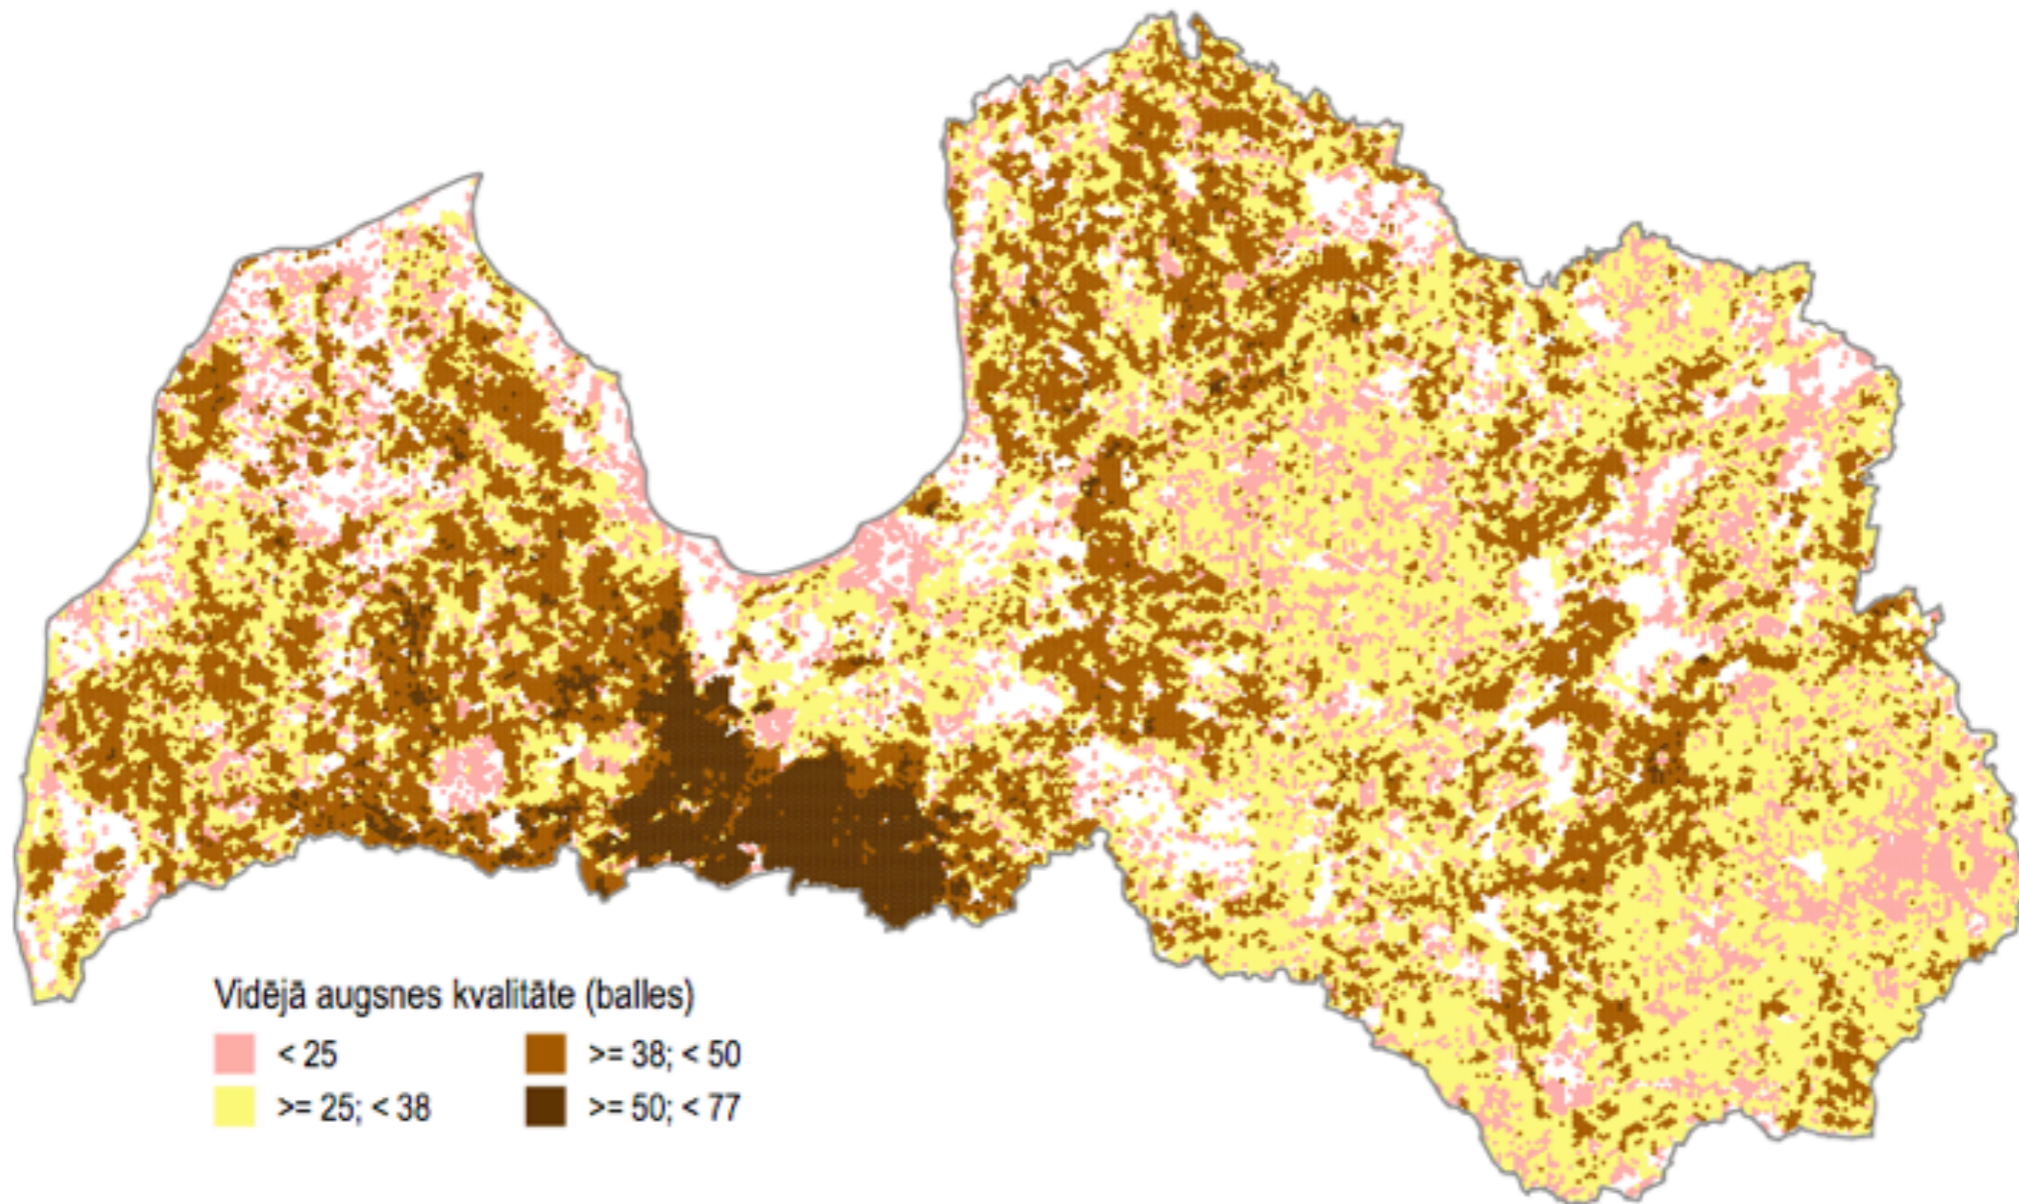 Vidējā augsnes kvalitāte (balles)
< 25
>= 38; < 50
>= 25; < 38
>= 50; < 77